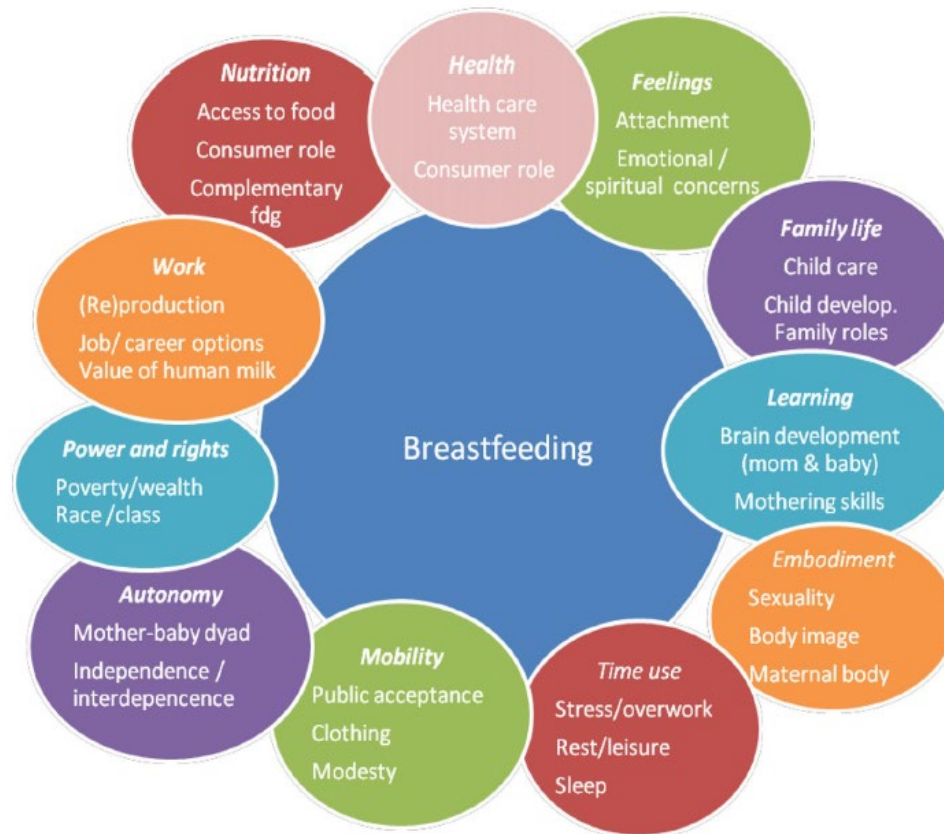 Nutrition
Access to food
Consumer role
Complementary
fdg
Health
Health care
system
Consumer role
Feelings
Attachment
Emotional /
spiritual concerns
Family life
Child care
Child develop.
Family roles
Learning
Brain development
(mom & baby)
Mothering skills
Embodiment
Sexuality
Body image
Maternal body
Time use
Stress/overwork
Rest/leisure
Sleep
Mobility
Public acceptance
Clothing
Modesty
Autonomy
Mother-baby dyad
Independence /
interdepencence
Power and rights
Poverty/wealth
Race /class
Work
(Re)production
Job/ career options
Value of human milk
Breastfeeding